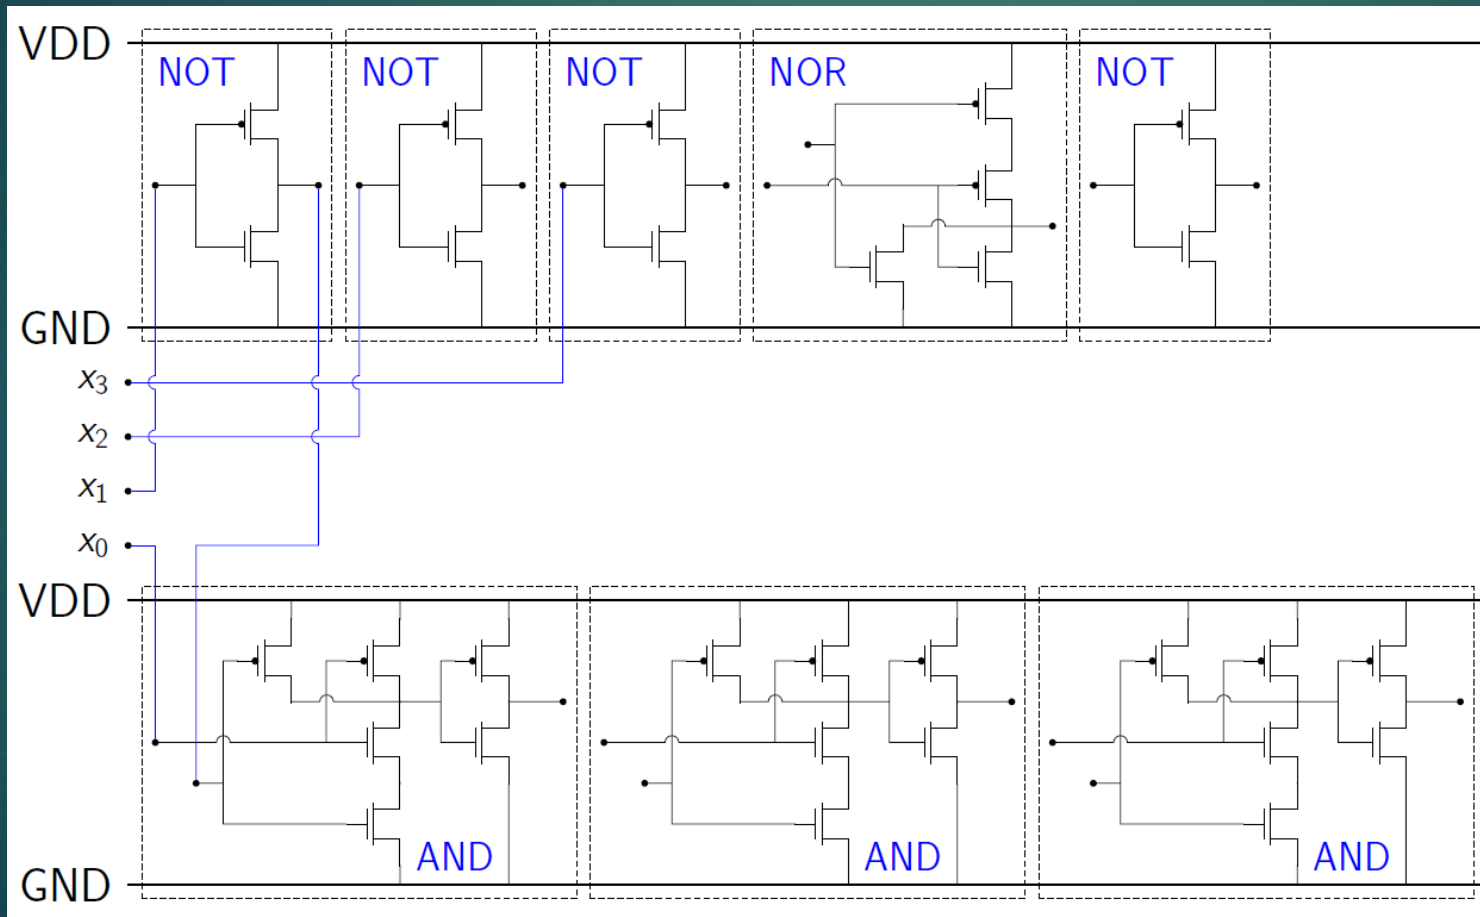 VDD
NOT
NOT
NOT
NOR
NOT
GND
x3
x2
x1
x0
VDD
AND
AND
AND
GND